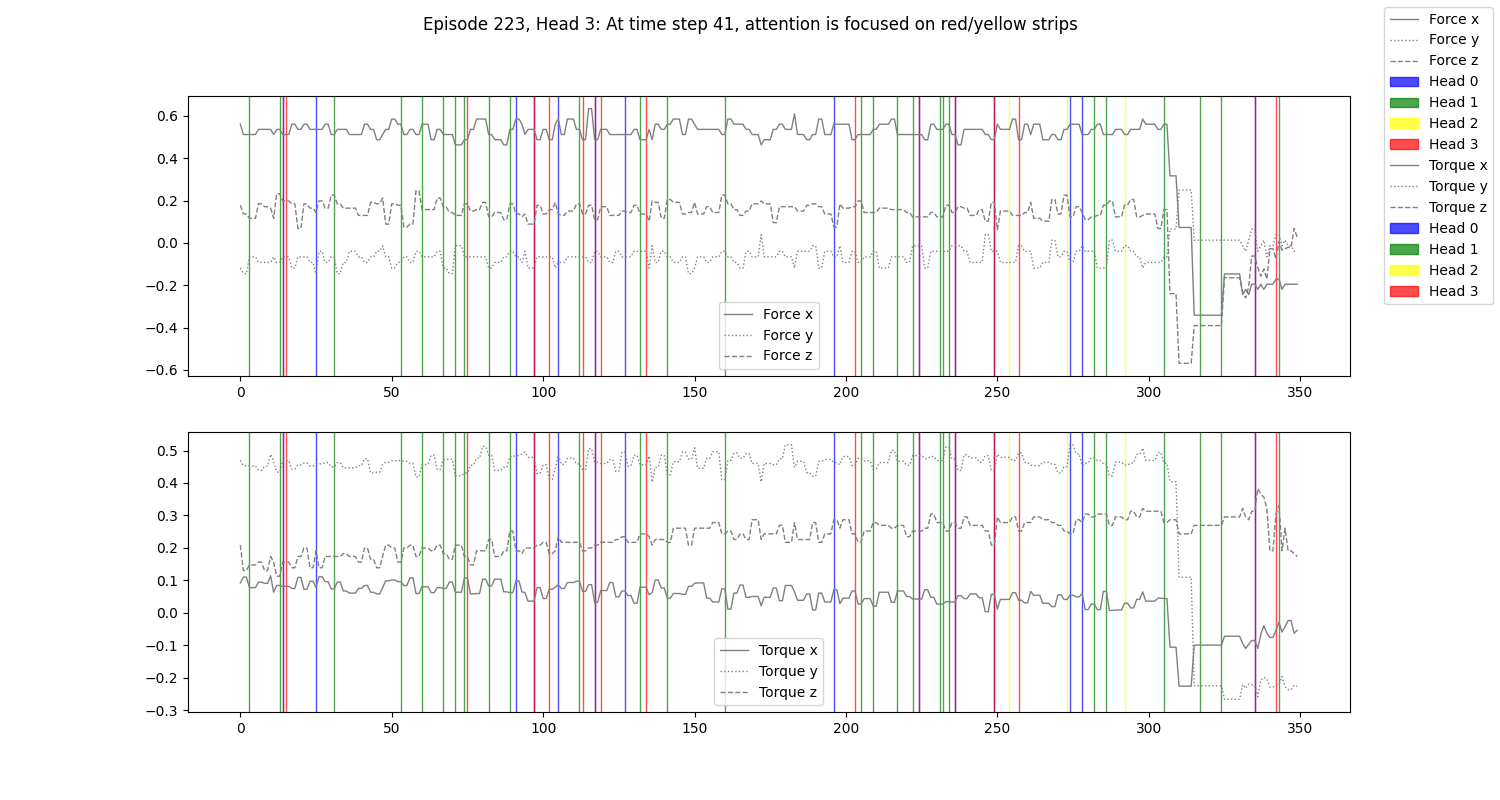 Episode 223, Head 3: At time step 41, attention is focused on red/yellow strips
Force x
Force y
Force z
Head 0
Head 1
Head 2
Head 3
Torque x
Torque y
Torque z
Head 0
Head 1
Head 2
Head 3
0.6
0.4
0.2
0.0
−0.2
−0.4
−0.6
Force x
Force y
Force z
0 50 100 150 200 250 300 350
0.5
0.4
0.3
0.2
0.1
0.0
−0.1
−0.2
−0.3
Torque x
Torque y
Torque z
0 50 100 150 200 250 300 350